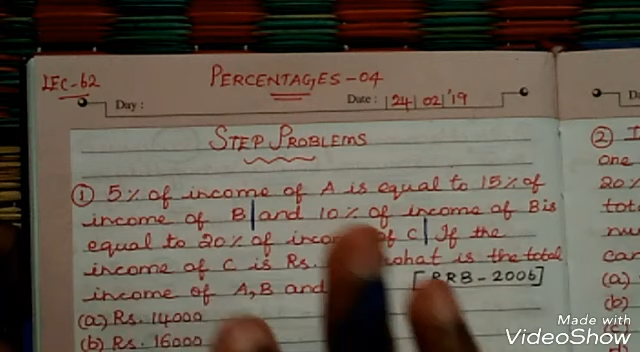 LEC-62
PERCENTAGES-04
Day :
Date : 24/02/'19
STEP PROBLEMS
① 5% of income of A is equal to 15% of
income of B and 10% of income of B is
equal to 20% of of C If the
income of C is Rs. what is the total
income of A, B and [RRB-2006]
(a) Rs. 14000
(b) Rs. 16000
②
one
20%
(a)
(b)
Made with
VideoShow